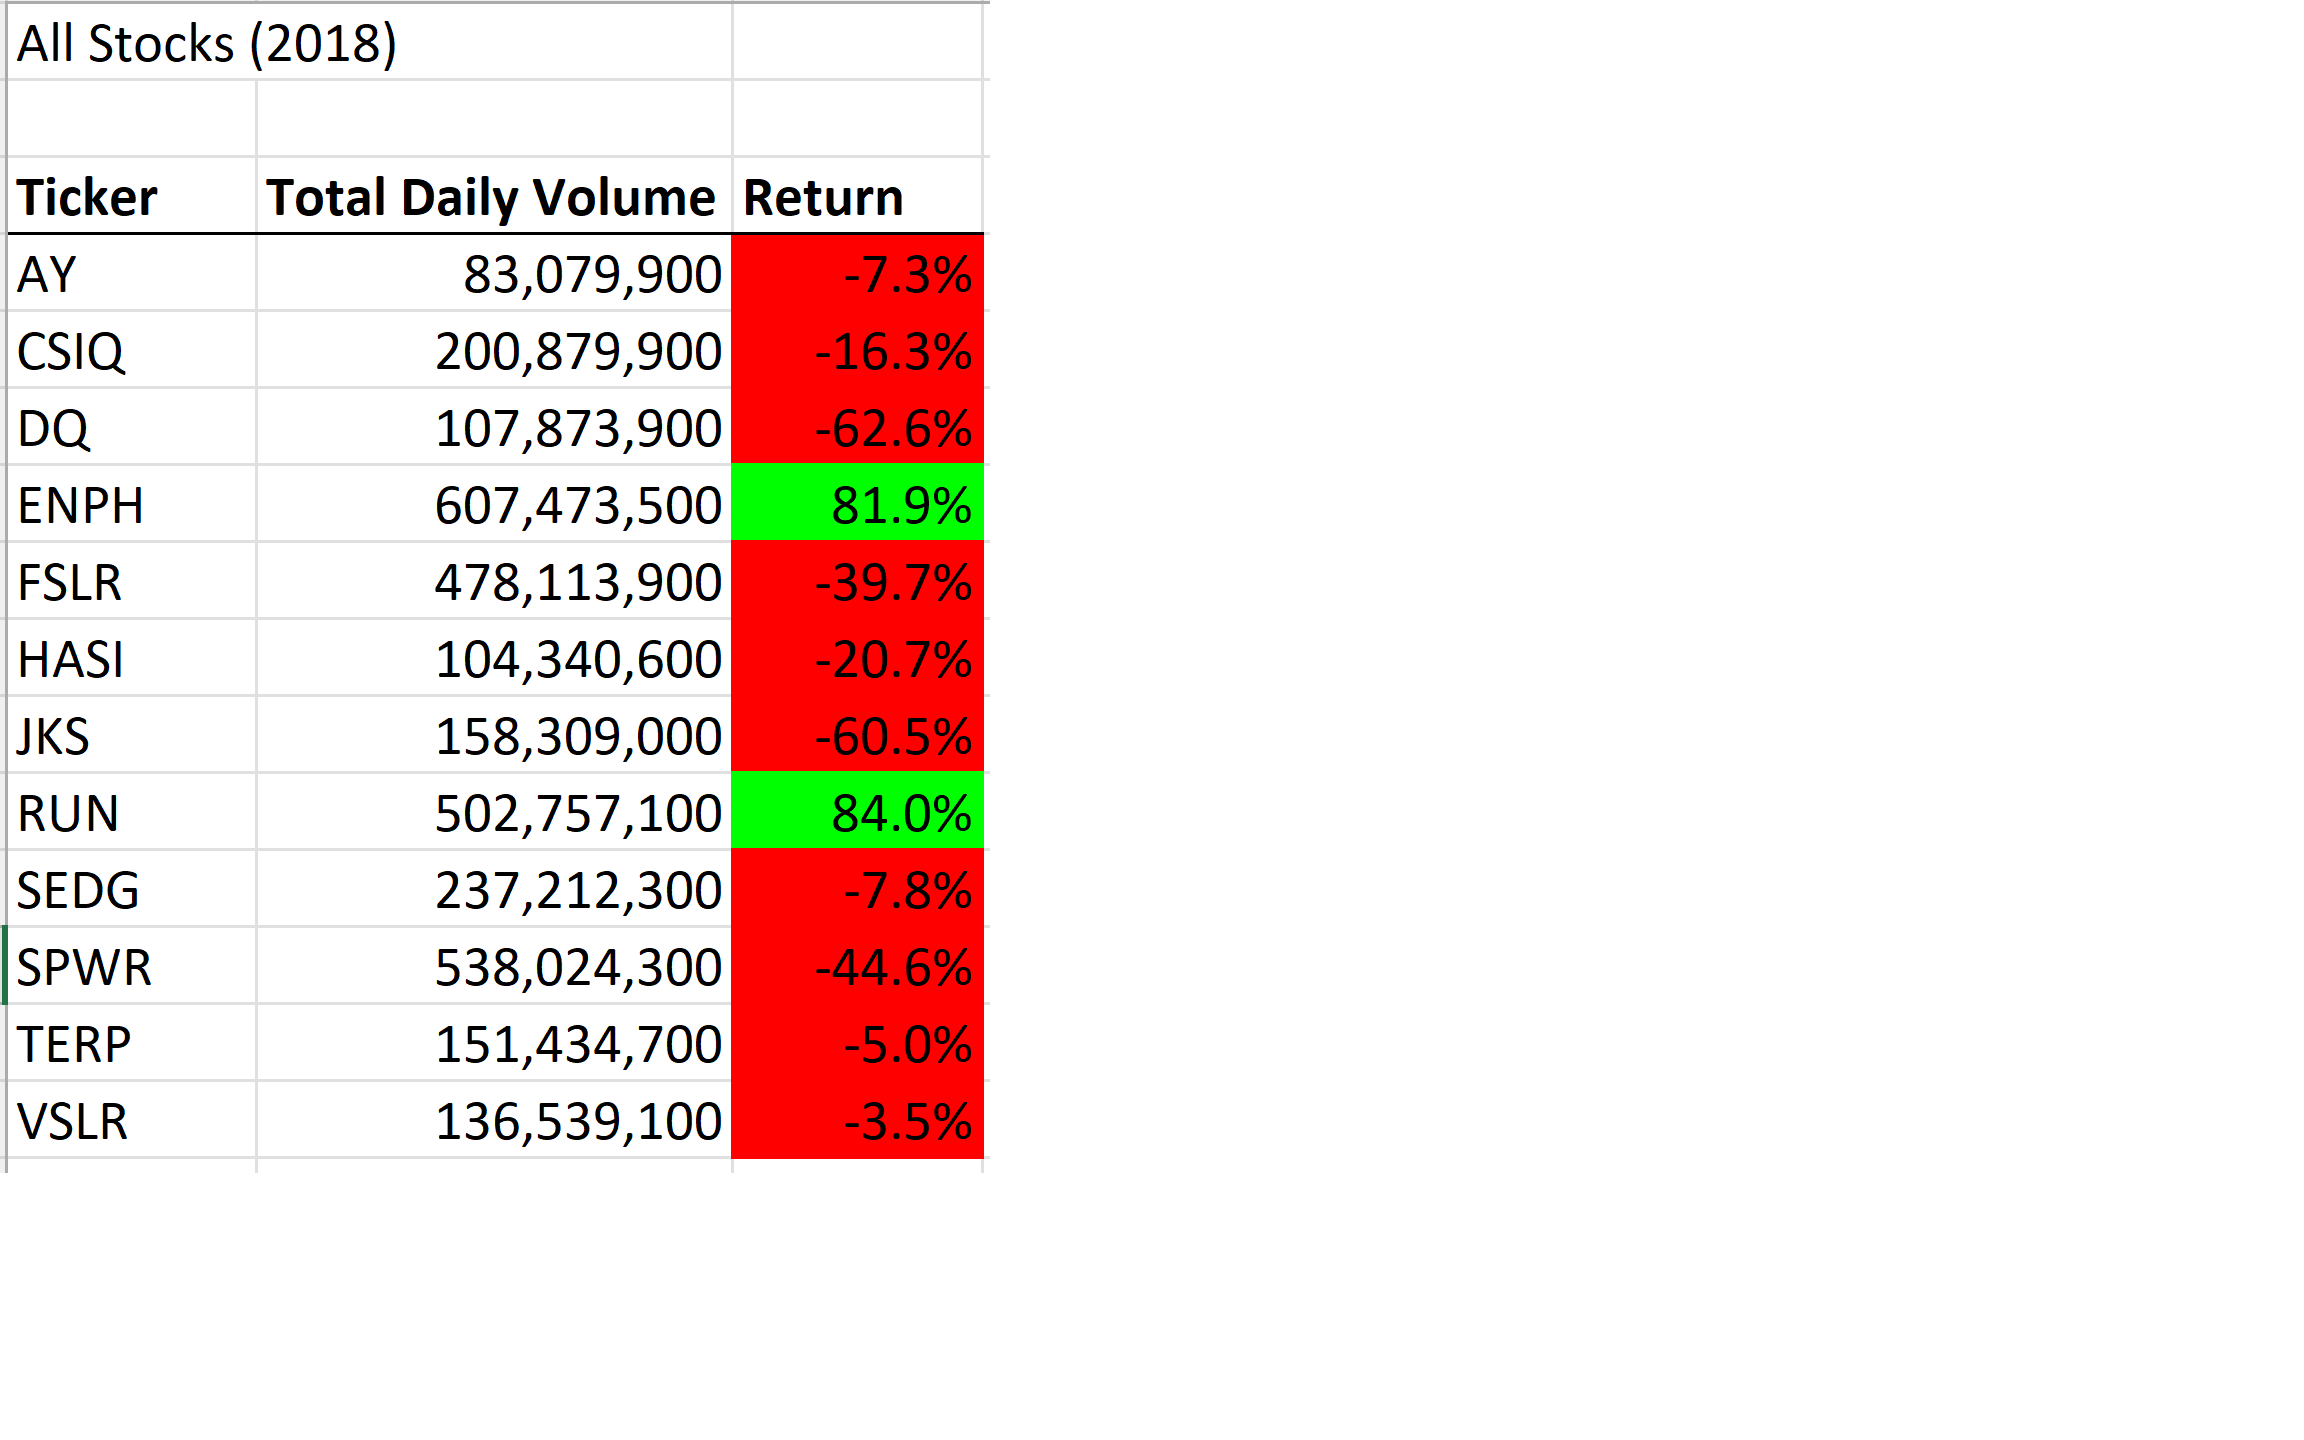 All Stocks (2018)
Ticker Total Daily Volume Return
AY 83,079,900 -7.3%
CSIQ 200,879,900 -16.3%
DQ 107,873,900 -62.6%
ENPH 607,473,500 81.9%
FSLR 478,113,900 -39.7%
HASI 104,340,600 -20.7%
JKS 158,309,000 -60.5%
RUN 502,757,100 84.0%
SEDG 237,212,300 -7.8%
SPWR 538,024,300 -44.6%
TERP 151,434,700 -5.0%
VSLR 136,539,100 -3.5%